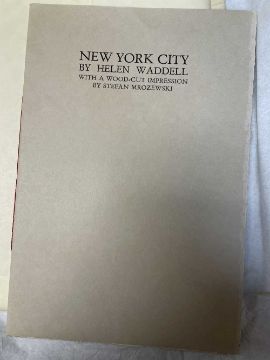 NEW YORK CITY
BY HELEN WADDELL
WITH A WOOD-CUT IMPRESSION
BY STEFAN MROZEWSKI